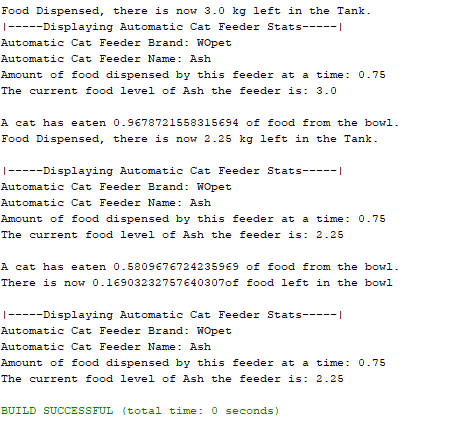 Food Dispensed, there is now 3.0 kg left in the Tank.
|-----Displaying Automatic Cat Feeder Stats-----|
Automatic Cat Feeder Brand: WOpet
Automatic Cat Feeder Name: Ash
Amount of food dispensed by this feeder at a time: 0.75
The current food level of Ash the feeder is: 3.0
A cat has eaten 0.9678721558315694 of food from the bowl.
Food Dispensed, there is now 2.25 kg left in the Tank.
|-----Displaying Automatic Cat Feeder Stats-----|
Automatic Cat Feeder Brand: WOpet
Automatic Cat Feeder Name: Ash
Amount of food dispensed by this feeder at a time: 0.75
The current food level of Ash the feeder is: 2.25
A cat has eaten 0.5809676724235969 of food from the bowl.
There is now 0.16903232757640307of food left in the bowl
|-----Displaying Automatic Cat Feeder Stats-----|
Automatic Cat Feeder Brand: WOpet
Automatic Cat Feeder Name: Ash
Amount of food dispensed by this feeder at a time: 0.75
The current food level of Ash the feeder is: 2.25
BUILD SUCCESSFUL (total time: 0 seconds)